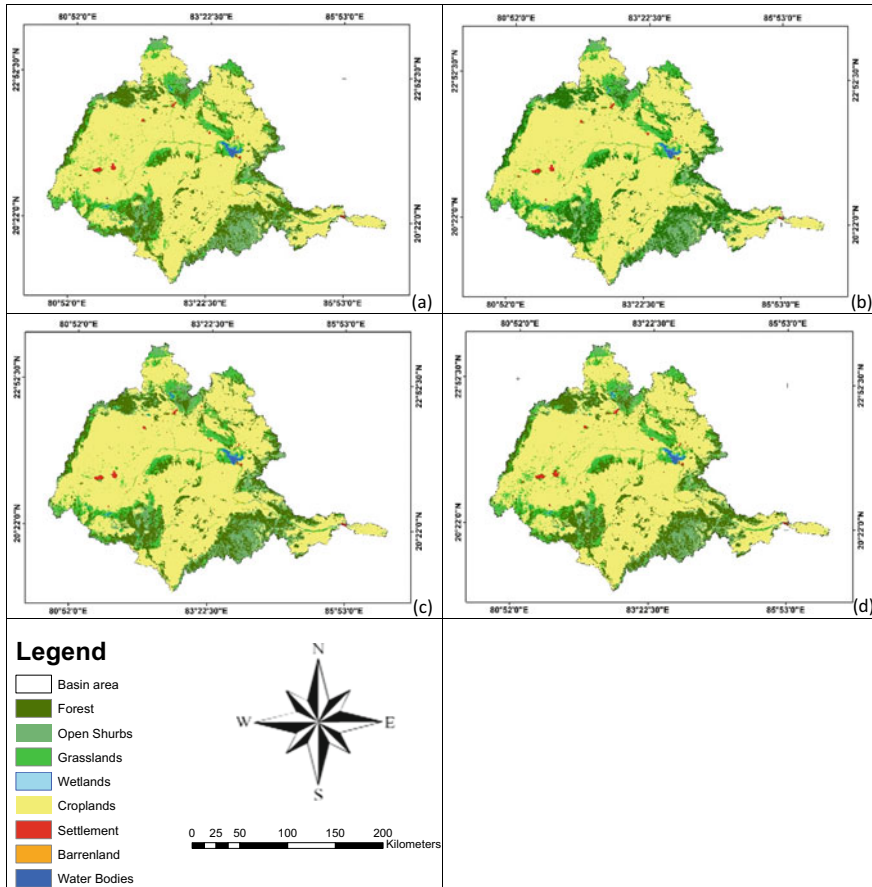 80°52'0"E 83°22'30"E 85°53'0"E
22°52'30"N 22°52'30"N
20°22'0"N 20°22'0"N
80°52'0"E 83°22'30"E 85°53'0"E
(a)
80°52'0"E 83°22'30"E 85°53'0"E
22°52'30"N 22°52'30"N
20°22'0"N 20°22'0"N
80°52'0"E 83°22'30"E 85°53'0"E
(b)
80°52'0"E 83°22'30"E 85°53'0"E
22°52'30"N 22°52'30"N
20°22'0"N 20°22'0"N
80°52'0"E 83°22'30"E 85°53'0"E
(c)
80°52'0"E 83°22'30"E 85°53'0"E
22°52'30"N 22°52'30"N
20°22'0"N 20°22'0"N
80°52'0"E 83°22'30"E 85°53'0"E
(d)
Legend
Basin area
Forest
Open Shurbs
Grasslands
Wetlands
Croplands
Settlement
Barrenland
Water Bodies
N
W E
S
0 25 50 100 150 200
Kilometers